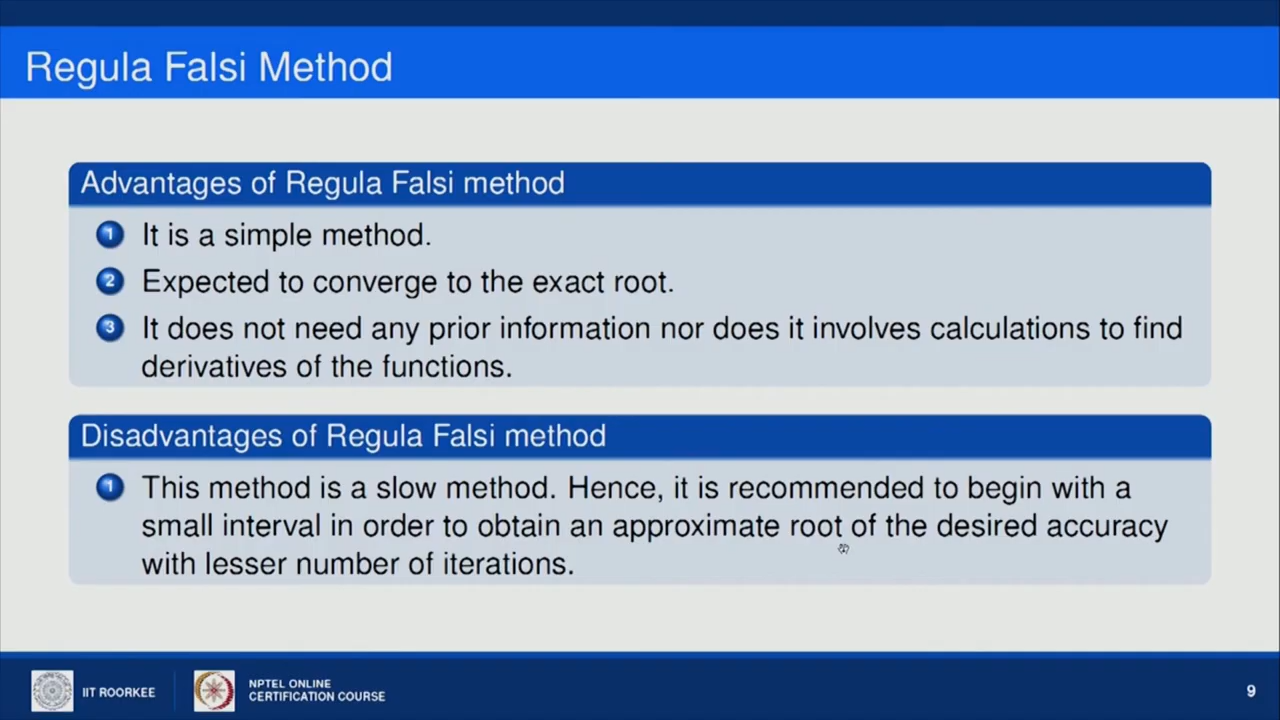 Regula Falsi Method
Advantages of Regula Falsi method
1 It is a simple method.
2 Expected to converge to the exact root.
3 It does not need any prior information nor does it involves calculations to find
derivatives of the functions.
Disadvantages of Regula Falsi method
1 This method is a slow method. Hence, it is recommended to begin with a
small interval in order to obtain an approximate root of the desired accuracy
with lesser number of iterations.
IIT ROORKEE
NPTEL ONLINE
CERTIFICATION COURSE
9